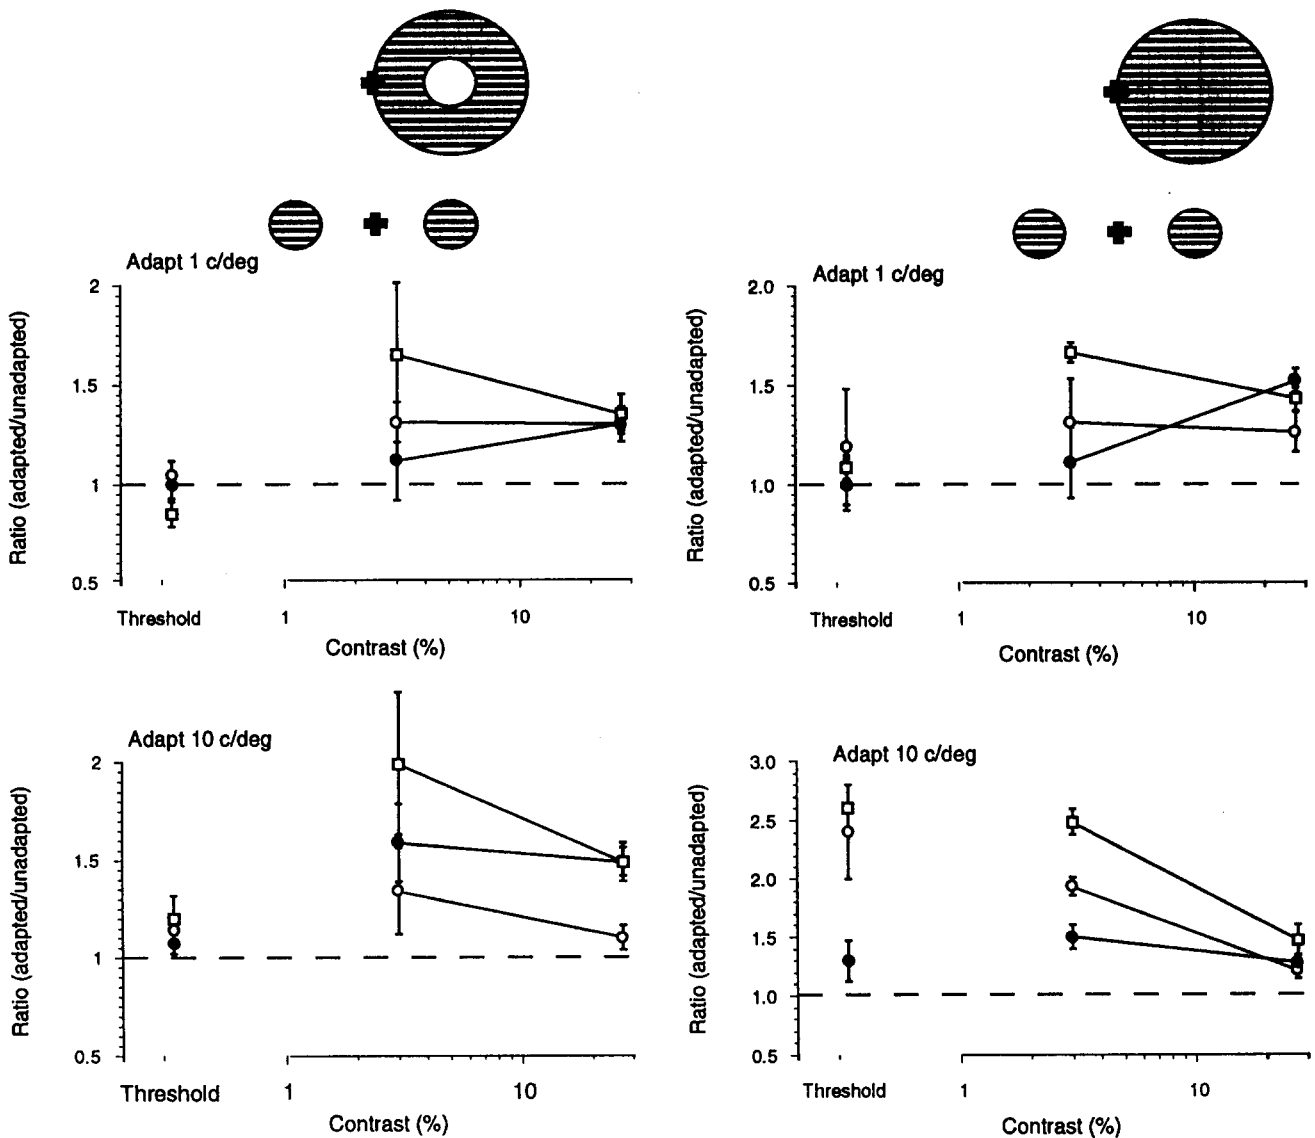 Adapt 1 c/deg
2
1.5
1
0.5
Ratio (adapted/unadapted)
Threshold
1
10
Contrast (%)
Adapt 1 c/deg
2.0
1.5
1.0
0.5
Ratio (adapted/unadapted)
Threshold
1
10
Contrast (%)
Adapt 10 c/deg
2
1.5
1
0.5
Ratio (adapted/unadapted)
Threshold
1
10
Contrast (%)
Adapt 10 c/deg
3.0
2.5
2.0
1.5
1.0
0.5
Ratio (adapted/unadapted)
Threshold
1
10
Contrast (%)